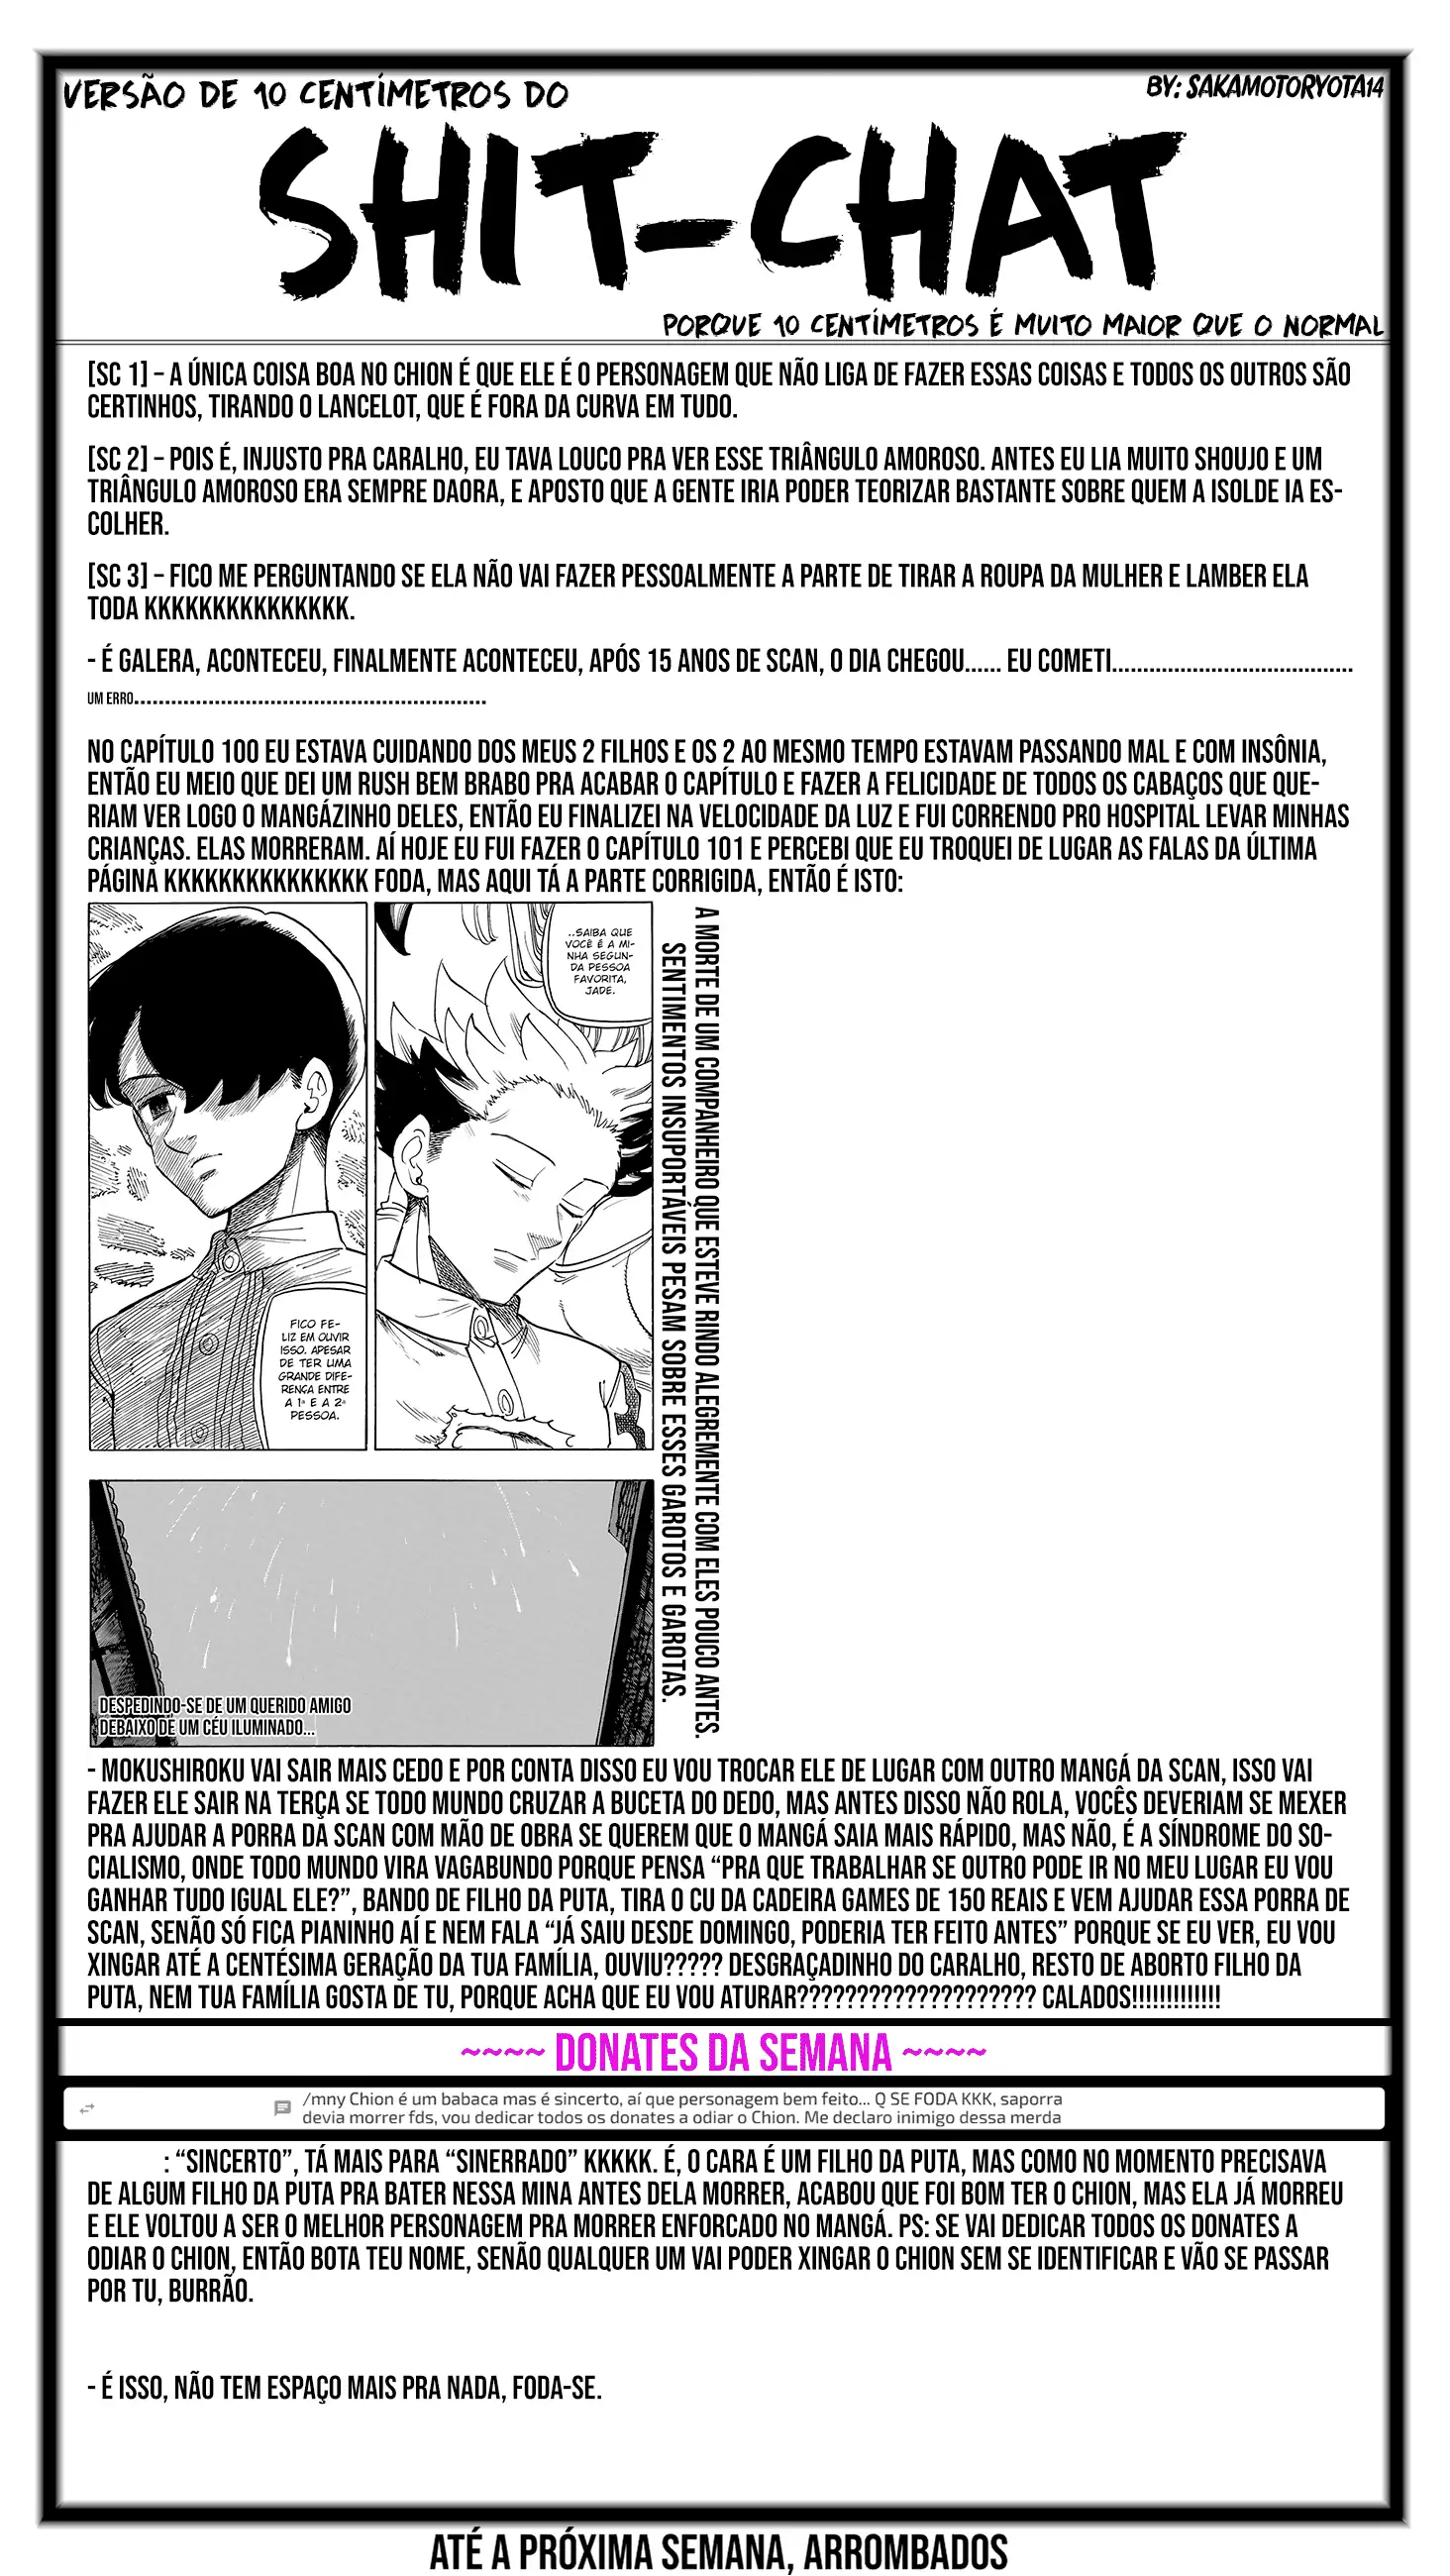 VERSÃO DE 10 CENTÍMETROS DO
BY: SAKAMOTORYOTA14
SHIT-CHAT
PORQUE 10 CENTÍMETROS É MUITO MAIOR QUE O NORMAL
[SC 1] - A ÚNICA COISA BOA NO CHION É QUE ELE É O PERSONAGEM QUE NÃO LIGA DE FAZER ESSAS COISAS E TODOS OS OUTROS SÃO
CERTINHOS, TIRANDO O LANCELOT, QUE É FORA DA CURVA EM TUDO.
[SC 2] - POIS É, INJUSTO PRA CARALHO, EU TAVA LOUCO PRA VER ESSE TRIÂNGULO AMOROSO. ANTES EU LIA MUITO SHOUJO E UM
TRIÂNGULO AMOROSO ERA SEMPRE DAORA, E APOSTO QUE A GENTE IRIA PODER TEORIZAR BASTANTE SOBRE QUEM A ISOLDE IA ES-
COLHER.
[SC 3] - FICO ME PERGUNTANDO SE ELA NÃO VAI FAZER PESSOALMENTE A PARTE DE TIRAR A ROUPA DA MULHER E LAMBER ELA
TODA KKKKKKKKKKKKKKK.
- É GALERA, ACONTECEU, FINALMENTE ACONTECEU, APÓS 15 ANOS DE SCAN, O DIA CHEGOU...... EU COMETI.......................................
UM ERRO..........................................................
NO CAPÍTULO 100 EU ESTAVA CUIDANDO DOS MEUS 2 FILHOS E OS 2 AO MESMO TEMPO ESTAVAM PASSANDO MAL E COM INSÔNIA,
ENTÃO EU MEIO QUE DEI UM RUSH BEM BRABO PRA ACABAR O CAPÍTULO E FAZER A FELICIDADE DE TODOS OS CABAÇOS QUE QUE-
RIAM VER LOGO O MANGÁZINHO DELES, ENTÃO EU FINALIZEI NA VELOCIDADE DA LUZ E FUI CORRENDO PRO HOSPITAL LEVAR MINHAS
CRIANÇAS. ELAS MORRERAM. AÍ HOJE EU FUI FAZER O CAPÍTULO 101 E PERCEBI QUE EU TROQUEI DE LUGAR AS FALAS DA ÚLTIMA
PÁGINA KKKKKKKKKKKKKKK FODA, MAS AQUI TÁ A PARTE CORRIGIDA, ENTÃO É ISTO:
..SAIBA QUE
VOCÊ É A MI-
NHA SEGUN-
DA PESSOA
FAVORITA,
JADE.
FICO FE-
LIZ EM OUVIR
ISSO. APESAR
DE TER UMA
GRANDE DIFE-
RENÇA ENTRE
A 1ª E A 2ª
PESSOA.
A MORTE DE UM COMPANHEIRO QUE ESTEVE RINDO ALEGREMENTE COM ELES POUCO ANTES.
SENTIMENTOS INSUPORTÁVEIS PESAM SOBRE ESSES GAROTOS E GAROTAS.
DESPEDINDO-SE DE UM QUERIDO AMIGO
DEBAIXO DE UM CÉU ILUMINADO...
- MOKUSHIROKU VAI SAIR MAIS CEDO E POR CONTA DISSO EU VOU TROCAR ELE DE LUGAR COM OUTRO MANGÁ DA SCAN, ISSO VAI
FAZER ELE SAIR NA TERÇA SE TODO MUNDO CRUZAR A BUCETA DO DEDO, MAS ANTES DISSO NÃO ROLA, VOCÊS DEVERIAM SE MEXER
PRA AJUDAR A PORRA DA SCAN COM MÃO DE OBRA SE QUEREM QUE O MANGÁ SAIA MAIS RÁPIDO, MAS NÃO, É A SÍNDROME DO SO-
CIALISMO, ONDE TODO MUNDO VIRA VAGABUNDO PORQUE PENSA “PRA QUE TRABALHAR SE OUTRO PODE IR NO MEU LUGAR EU VOU
GANHAR TUDO IGUAL ELE?”, BANDO DE FILHO DA PUTA, TIRA O CU DA CADEIRA GAMES DE 150 REAIS E VEM AJUDAR ESSA PORRA DE
SCAN, SENÃO SÓ FICA PIANINHO AÍ E NEM FALA “JÁ SAIU DESDE DOMINGO, PODERIA TER FEITO ANTES” PORQUE SE EU VER, EU VOU
XINGAR ATÉ A CENTÉSIMA GERAÇÃO DA TUA FAMÍLIA, OUVIU????? DESGRAÇADINHO DO CARALHO, RESTO DE ABORTO FILHO DA
PUTA, NEM TUA FAMÍLIA GOSTA DE TU, PORQUE ACHA QUE EU VOU ATURAR???????????????????? CALADOS!!!!!!!!!!!!!
~~~~ DONATES DA SEMANA ~~~~
/mny Chion é um babaca mas é sincerto, aí que personagem bem feito... Q SE FODA KKK, saporra
devia morrer fds, vou dedicar todos os donates a odiar o Chion. Me declaro inimigo dessa merda
: “SINCERTO”, TÁ MAIS PARA “SINERRADO” KKKKK. É, O CARA É UM FILHO DA PUTA, MAS COMO NO MOMENTO PRECISAVA
DE ALGUM FILHO DA PUTA PRA BATER NESSA MINA ANTES DELA MORRER, ACABOU QUE FOI BOM TER O CHION, MAS ELA JÁ MORREU
E ELE VOLTOU A SER O MELHOR PERSONAGEM PRA MORRER ENFORCADO NO MANGÁ. PS: SE VAI DEDICAR TODOS OS DONATES A
ODIAR O CHION, ENTÃO BOTA TEU NOME, SENÃO QUALQUER UM VAI PODER XINGAR O CHION SEM SE IDENTIFICAR E VÃO SE PASSAR
POR TU, BURRÃO.
- É ISSO, NÃO TEM ESPAÇO MAIS PRA NADA, FODA-SE.
ATÉ A PRÓXIMA SEMANA, ARROMBADOS